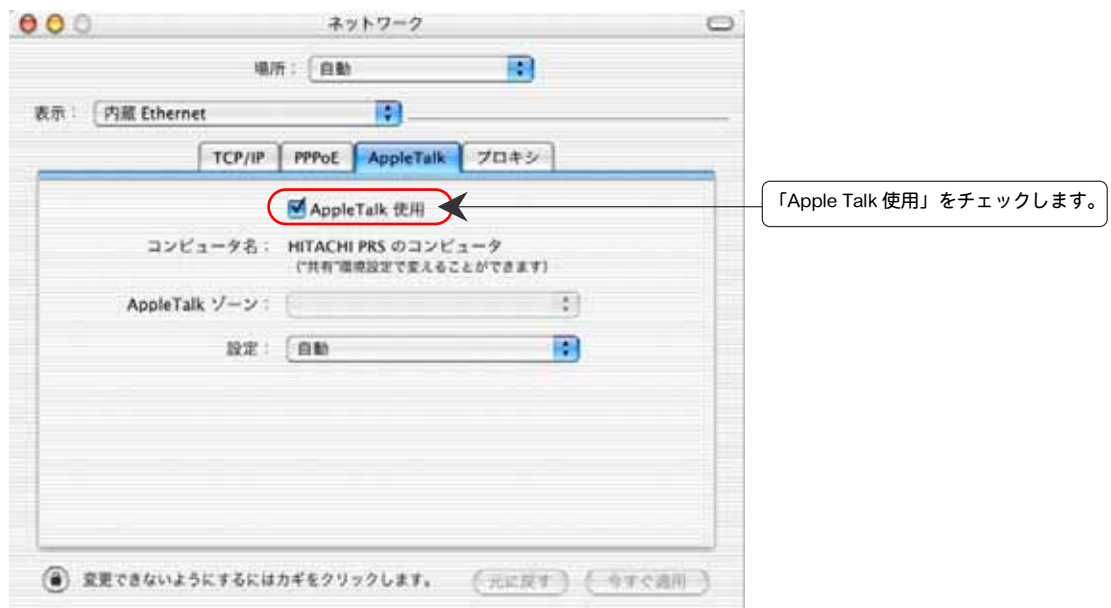 ネットワーク
場所： 自動
表示： 内蔵 Ethernet
TCP/IP PPPoE AppleTalk プロキシ
AppleTalk 使用
「Apple Talk 使用」をチェックします。
コンピュータ名： HITACHI PRS のコンピュータ
（"共有"環境設定で変えることができます）
AppleTalk ゾーン：
設定： 自動
変更できないようにするにはカギをクリックします。 元に戻す 今すぐ適用